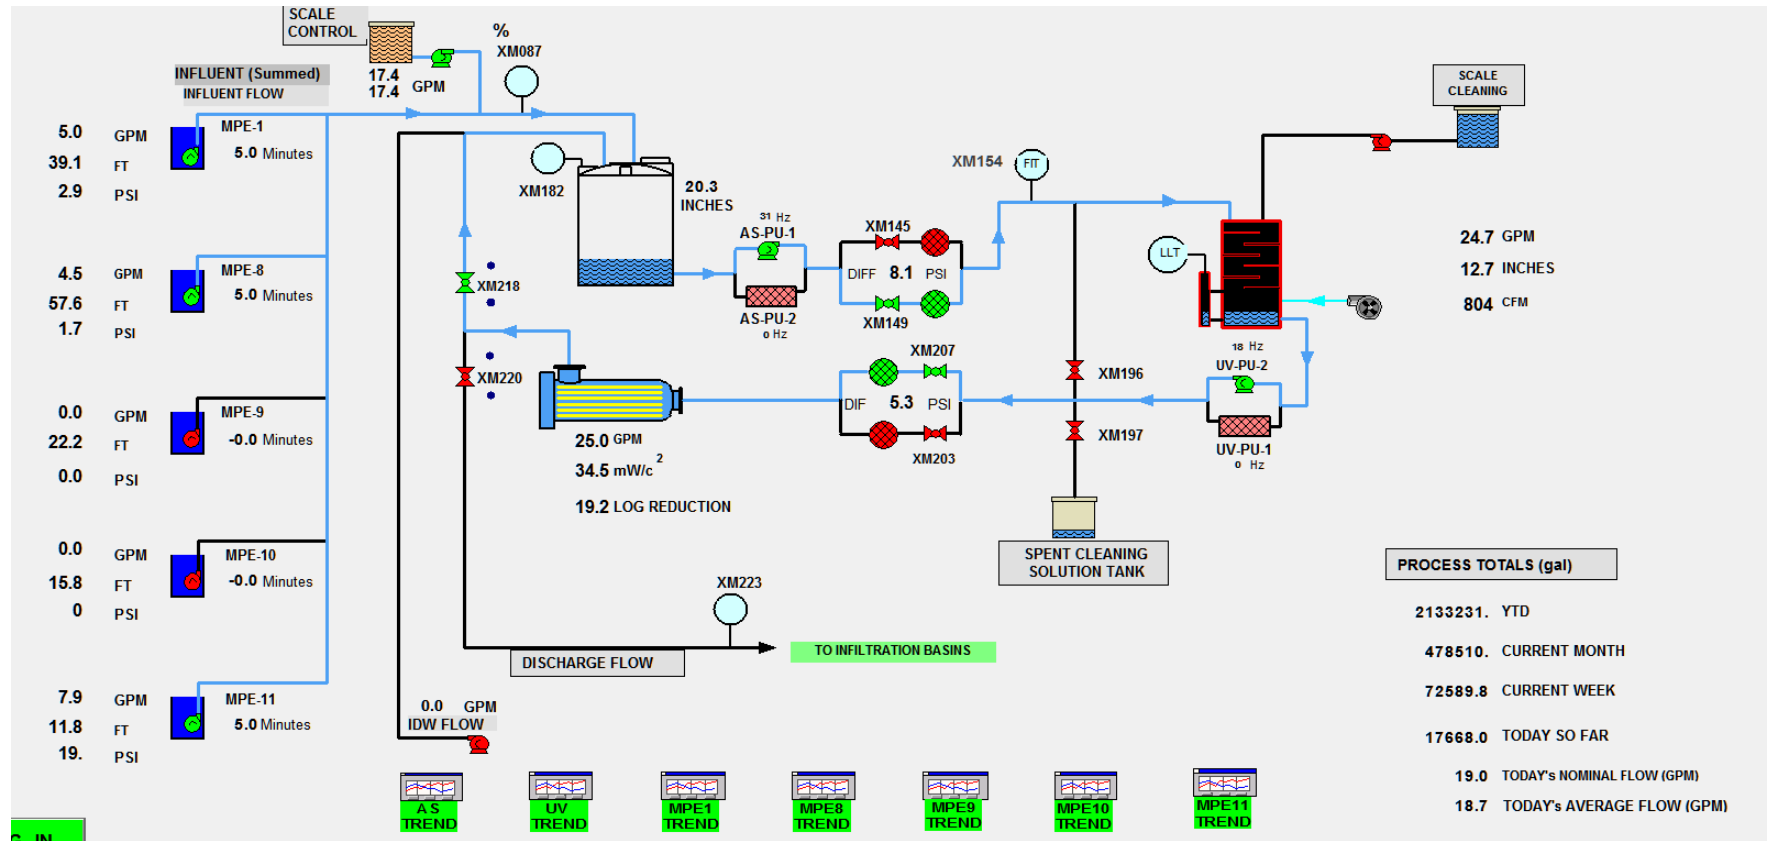 SCALE
CONTROL
%
XM087
INFLUENT (Summed)
INFLUENT FLOW
17.4
17.4 GPM
SCALE
CLEANING
5.0 GPM
39.1 FT
2.9 PSI
MPE-1
5.0 Minutes
XM182
20.3
INCHES
XM154
FIT
31 Hz
AS-PU-1
AS-PU-2
0 Hz
XM145
DIFF 8.1 PSI
XM149
LLT
24.7 GPM
12.7 INCHES
804 CFM
4.5 GPM
57.6 FT
1.7 PSI
MPE-8
5.0 Minutes
XM218
XM220
XM207
DIF 5.3 PSI
XM203
XM196
XM197
18 Hz
UV-PU-2
UV-PU-1
0 Hz
0.0 GPM
22.2 FT
0.0 PSI
MPE-9
-0.0 Minutes
25.0 GPM
34.5 mW/c 2
19.2 LOG REDUCTION
SPENT CLEANING
SOLUTION TANK
0.0 GPM
15.8 FT
0 PSI
MPE-10
-0.0 Minutes
XM223
DISCHARGE FLOW
TO INFILTRATION BASINS
7.9 GPM
11.8 FT
19. PSI
MPE-11
5.0 Minutes
0.0 GPM
IDW FLOW
PROCESS TOTALS (gal)
2133231. YTD
478510. CURRENT MONTH
72589.8 CURRENT WEEK
17668.0 TODAY SO FAR
19.0 TODAY's NOMINAL FLOW (GPM)
18.7 TODAY's AVERAGE FLOW (GPM)
A S
TREND
UV
TREND
MPE1
TREND
MPE8
TREND
MPE9
TREND
MPE10
TREND
MPE11
TREND